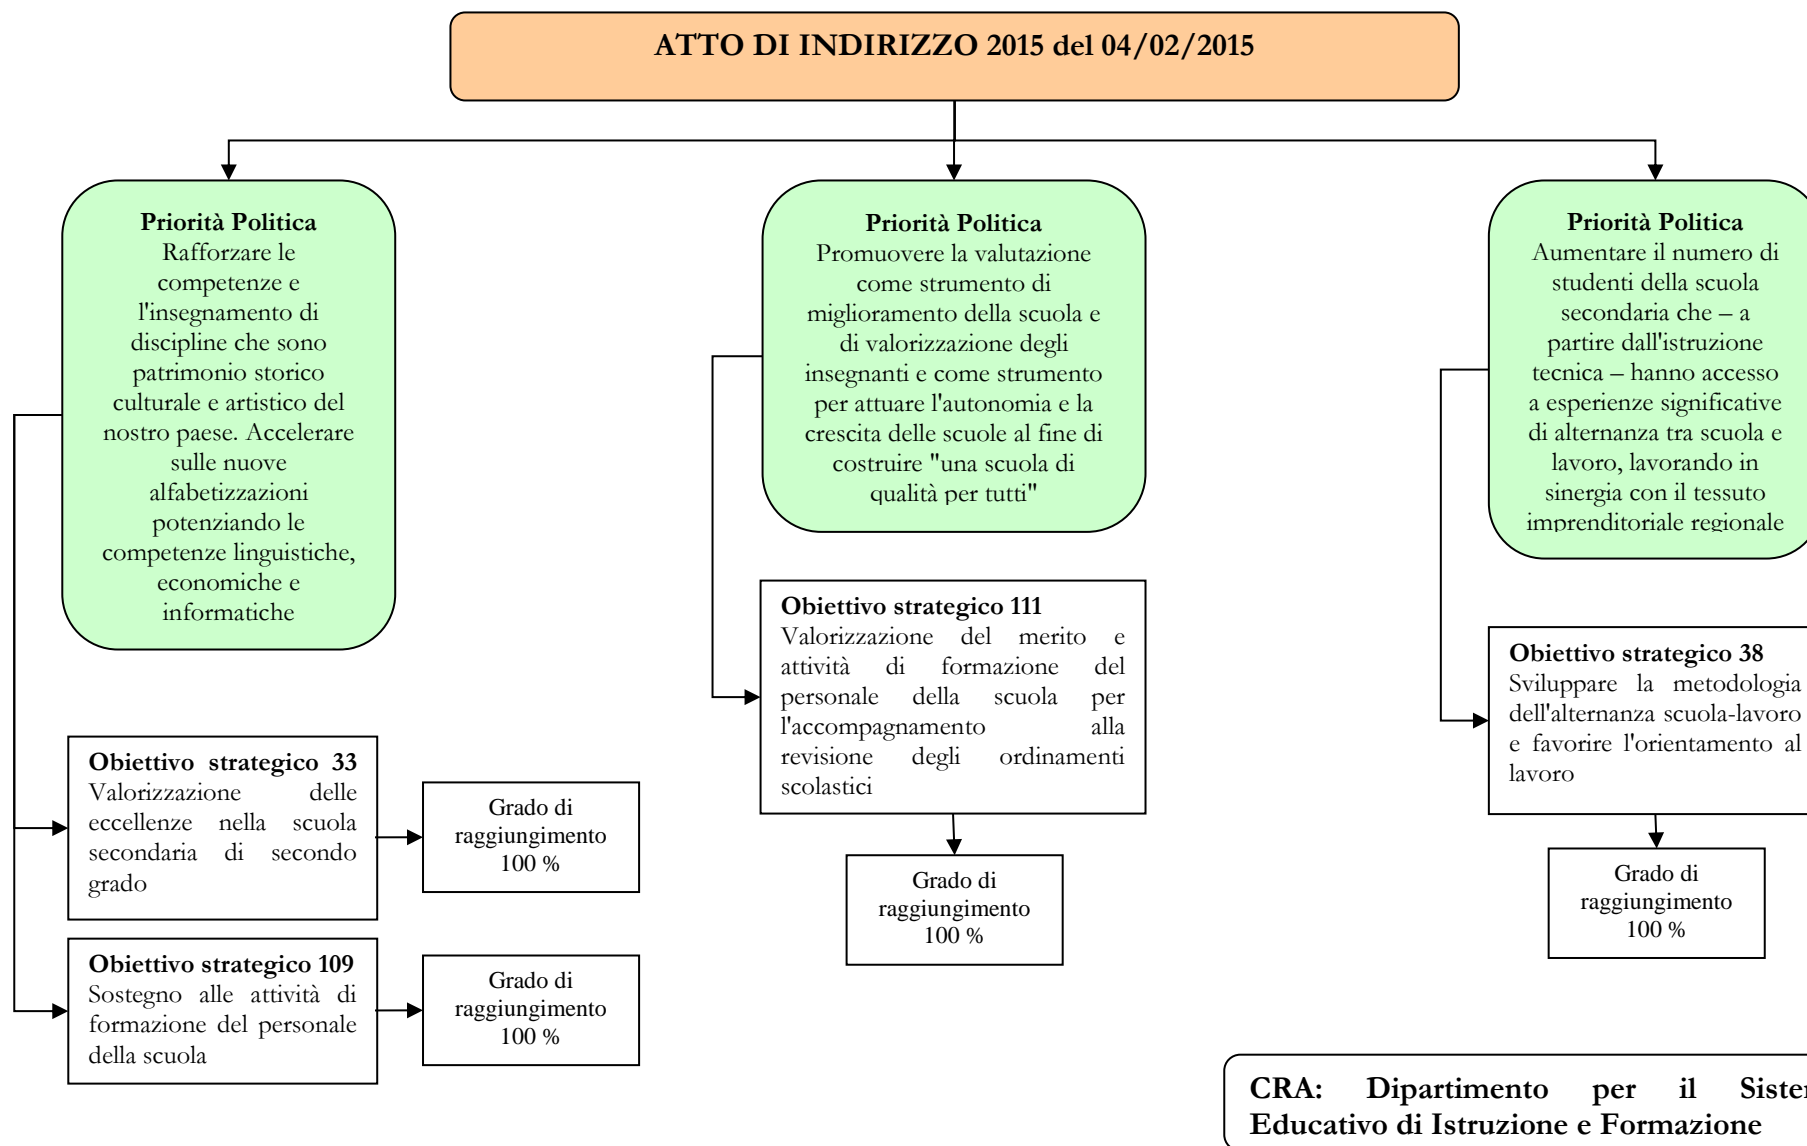 ATTO DI INDIRIZZO 2015 del 04/02/2015
Priorità Politica
Rafforzare le
competenze e
l'insegnamento di
discipline che sono
patrimonio storico
culturale e artistico del
nostro paese. Accelerare
sulle nuove
alfabetizzazioni
potenziando le
competenze linguistiche,
economiche e
informatiche
Obiettivo strategico 33
Valorizzazione delle
eccellenze nella scuola
secondaria di secondo
grado
Grado di
raggiungimento
100 %
Obiettivo strategico 109
Sostegno alle attività di
formazione del personale
della scuola
Grado di
raggiungimento
100 %
Priorità Politica
Promuovere la valutazione
come strumento di
miglioramento della scuola e
di valorizzazione degli
insegnanti e come strumento
per attuare l'autonomia e la
crescita delle scuole al fine di
costruire "una scuola di
qualità per tutti"
Obiettivo strategico 111
Valorizzazione del merito e
attività di formazione del
personale della scuola per
l'accompagnamento alla
revisione degli ordinamenti
scolastici
Grado di
raggiungimento
100 %
Priorità Politica
Aumentare il numero di
studenti della scuola
secondaria che – a
partire dall'istruzione
tecnica – hanno accesso
a esperienze significative
di alternanza tra scuola e
lavoro, lavorando in
sinergia con il tessuto
imprenditoriale regionale
Obiettivo strategico 38
Sviluppare la metodologia
dell'alternanza scuola-lavoro
e favorire l'orientamento al
lavoro
Grado di
raggiungimento
100 %
CRA: Dipartimento per il
Educativo di Istruzione e Formazione